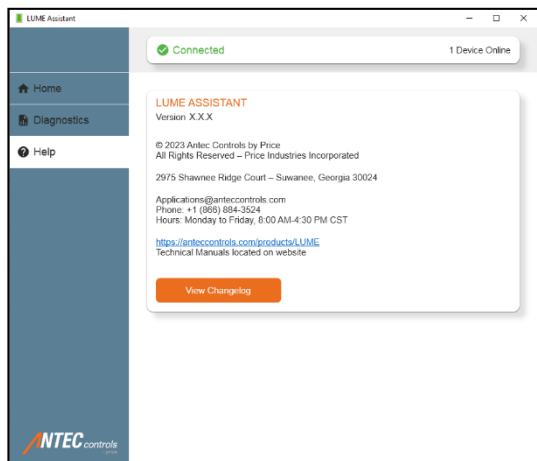 LUME Assistant
Connected
1 Device Online
Home
Diagnostics
Help
LUME ASSISTANT
Version X.X.X
© 2023 Antec Controls by Price
All Rights Reserved – Price Industries Incorporated
2975 Shawnee Ridge Court – Suwanee, Georgia 30024
Applications@anteccontrols.com
Phone: +1 (866) 884-3524
Hours: Monday to Friday, 8:00 AM-4:30 PM CST
https://anteccontrols.com/products/LUME
Technical Manuals located on website
View Changelog
ANTEC controls